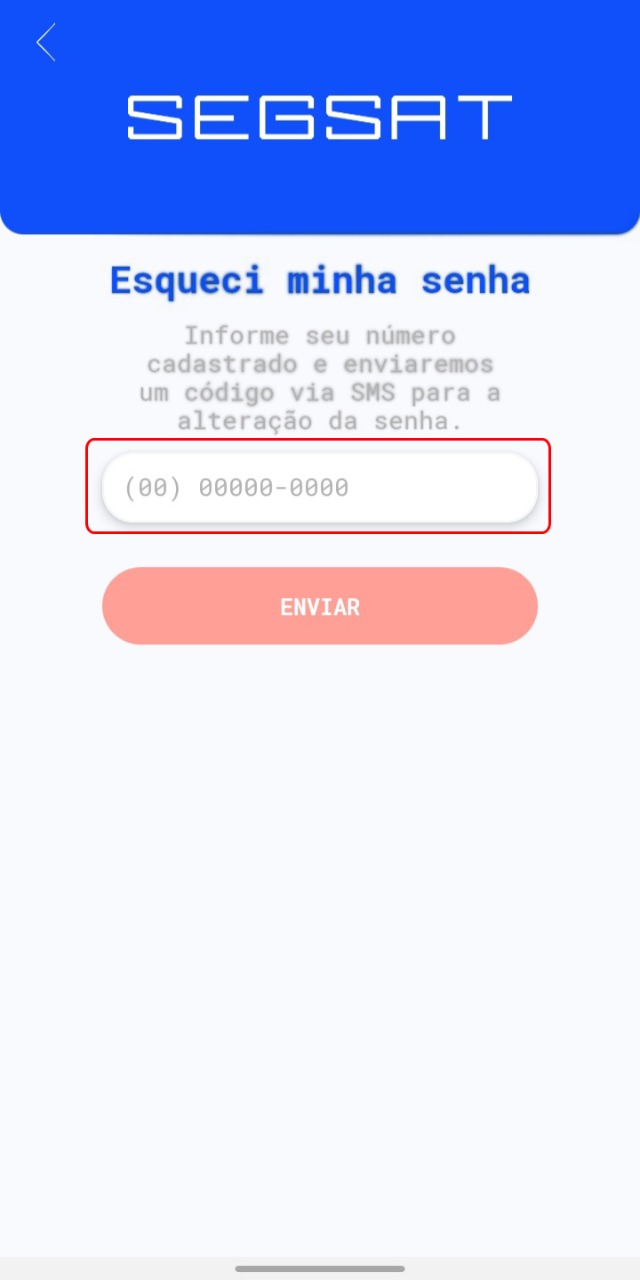 SEGSAT
Esqueci minha senha
Informe seu número
cadastrado e enviaremos
um código via SMS para a
alteração da senha.
(00) 00000-0000
ENVIAR